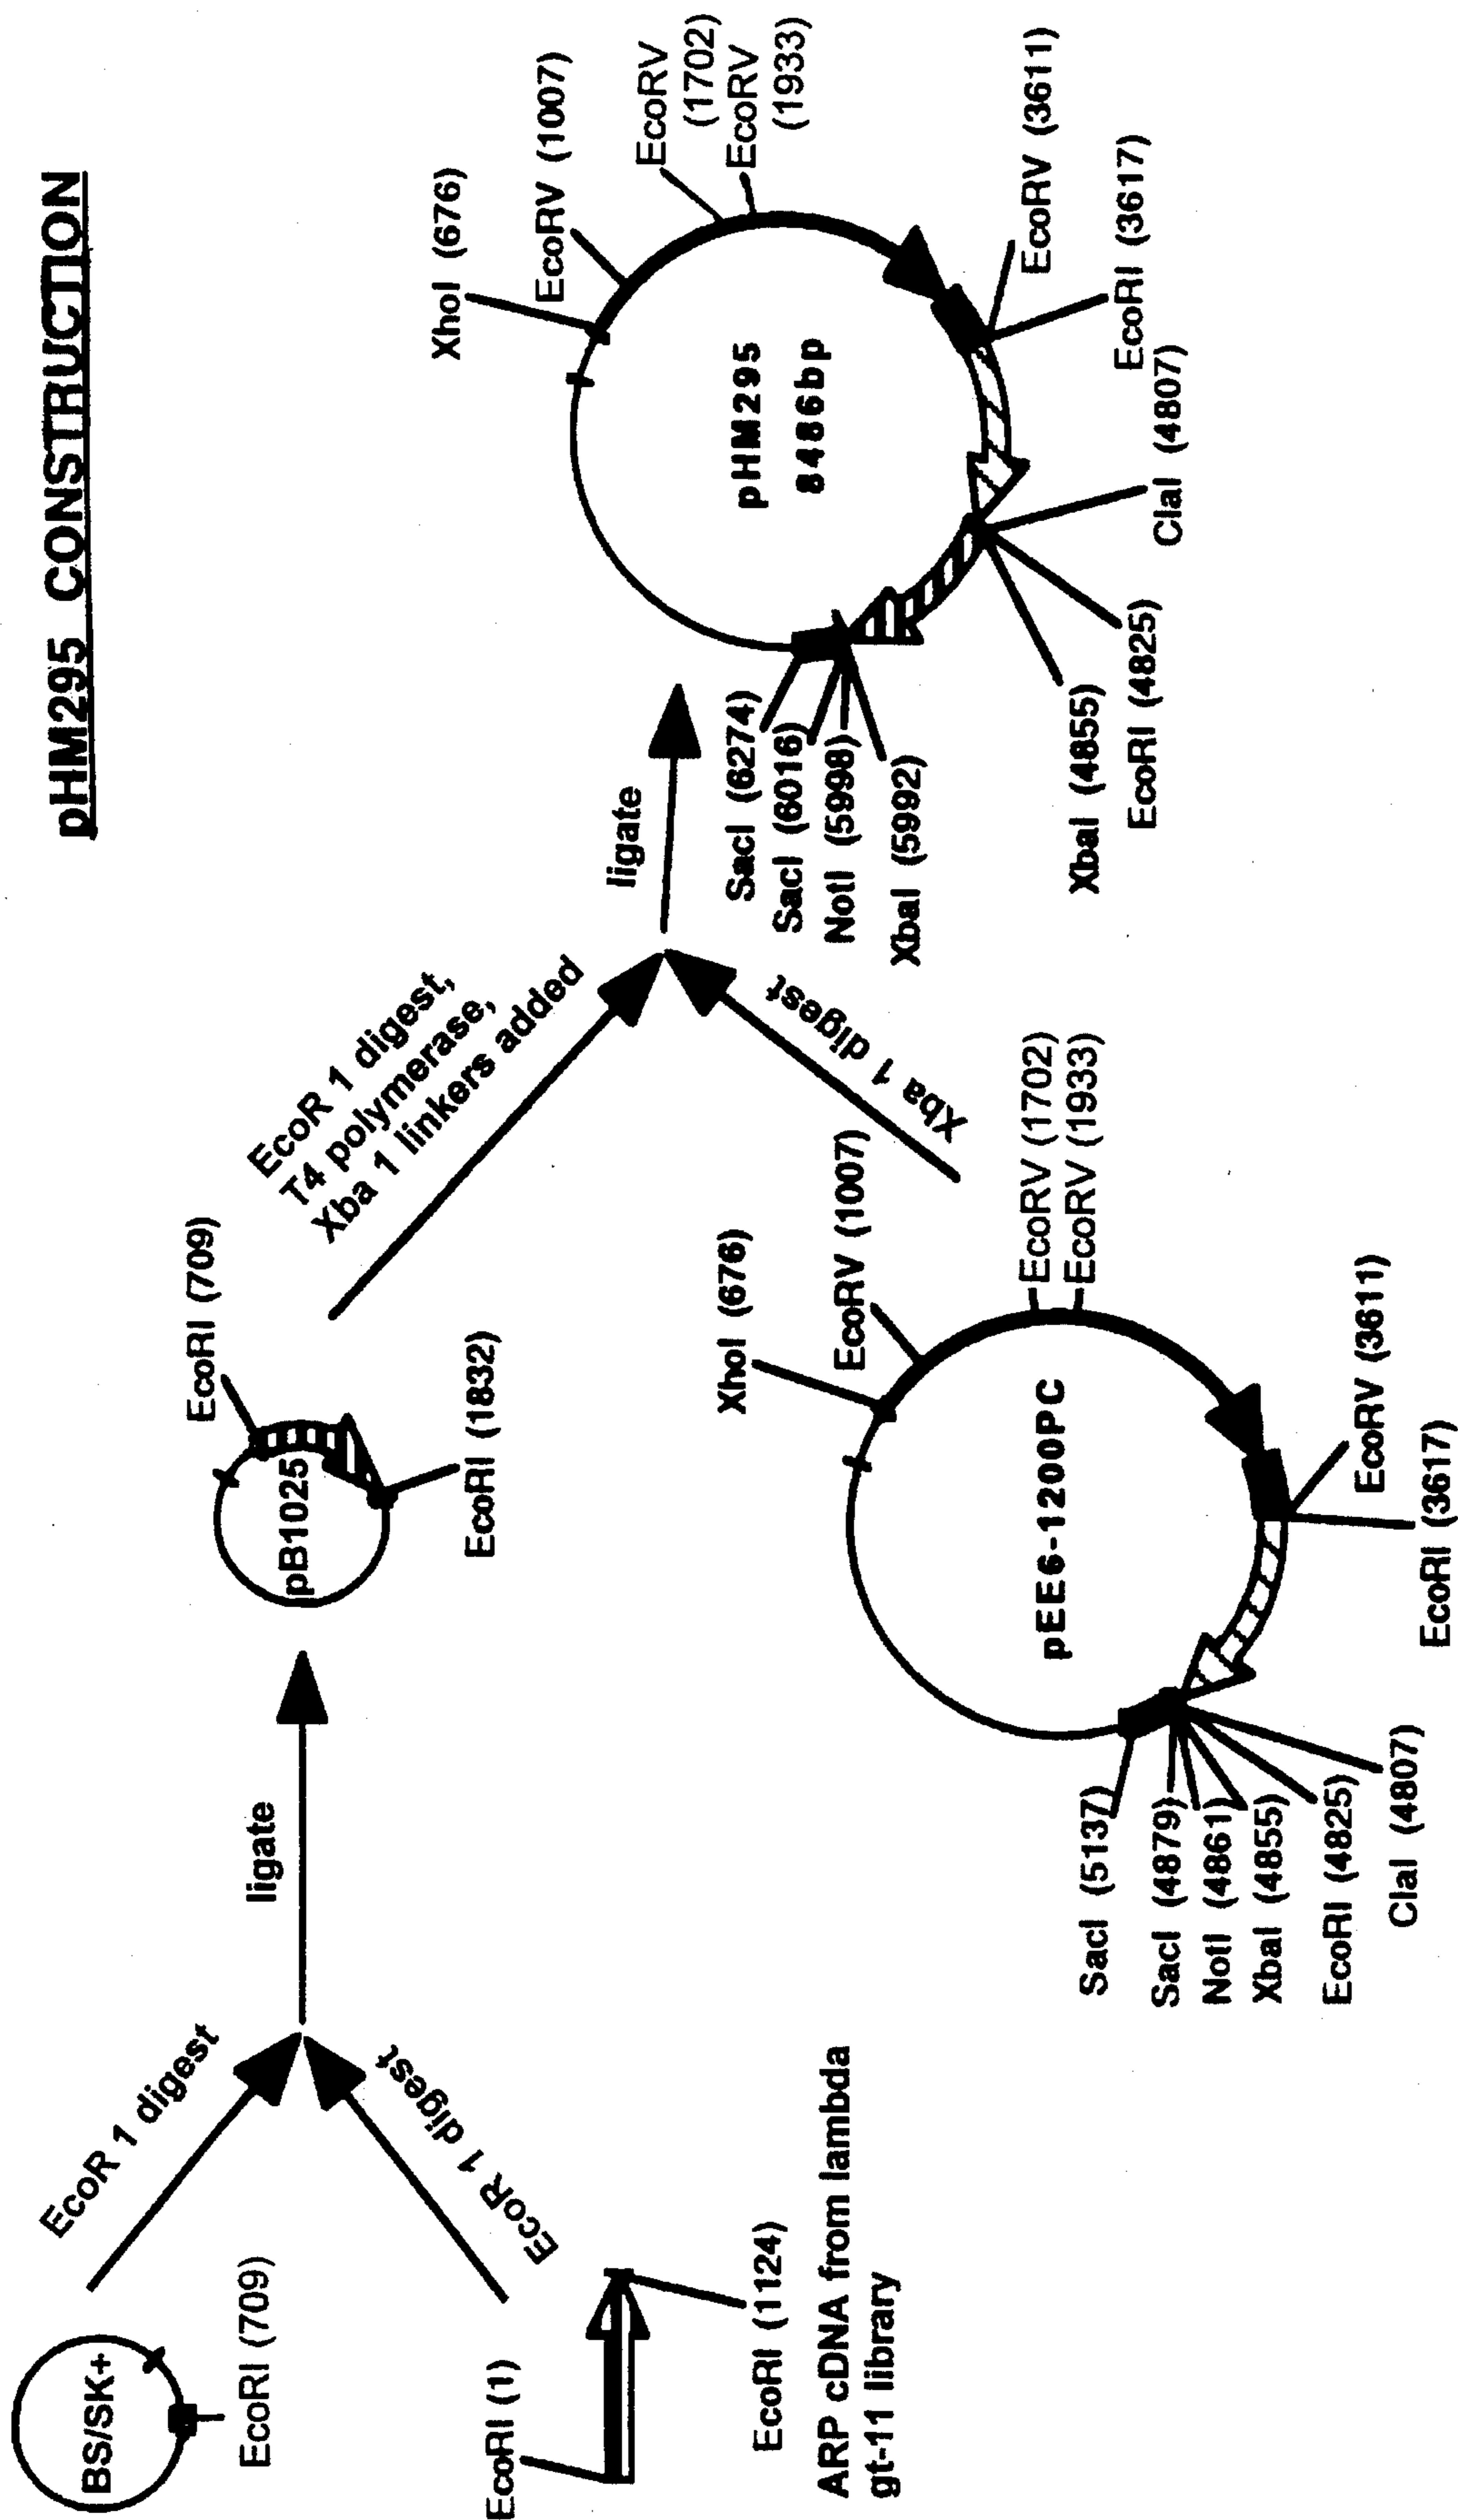 pHM295 CONSTRUCTION
BS/SK+
EcoRI (709)
EcoR 1 digest
EcoRI (1)
EcoRI (1124)
ARP cDNA from lambda
gt-11 library
EcoR 1 digest
ligate
pB1025
EcoRI (709)
EcoRI (1832)
EcoR 1 digest,
T4 polymerase,
Xba 1 linkers added
pEE6-1200PC
XhoI (676)
EcoRV (1007)
EcoRV (1702)
EcoRV (1933)
EcoRV (3611)
EcoRI (3617)
SacI (5137)
SacI (4879)
NotI (4861)
XbaI (4855)
EcoRI (4825)
ClaI (4807)
Xba 1 digest
ligate
pHM295
XhoI (676)
EcoRV (1007)
EcoRV
(1702)
EcoRV
(1933)
EcoRV (3611)
EcoRI (3617)
ClaI (4807)
SacI (6274)
SacI (6016)
NotI (5998)
XbaI (5992)
XbaI (4855)
EcoRI (4825)